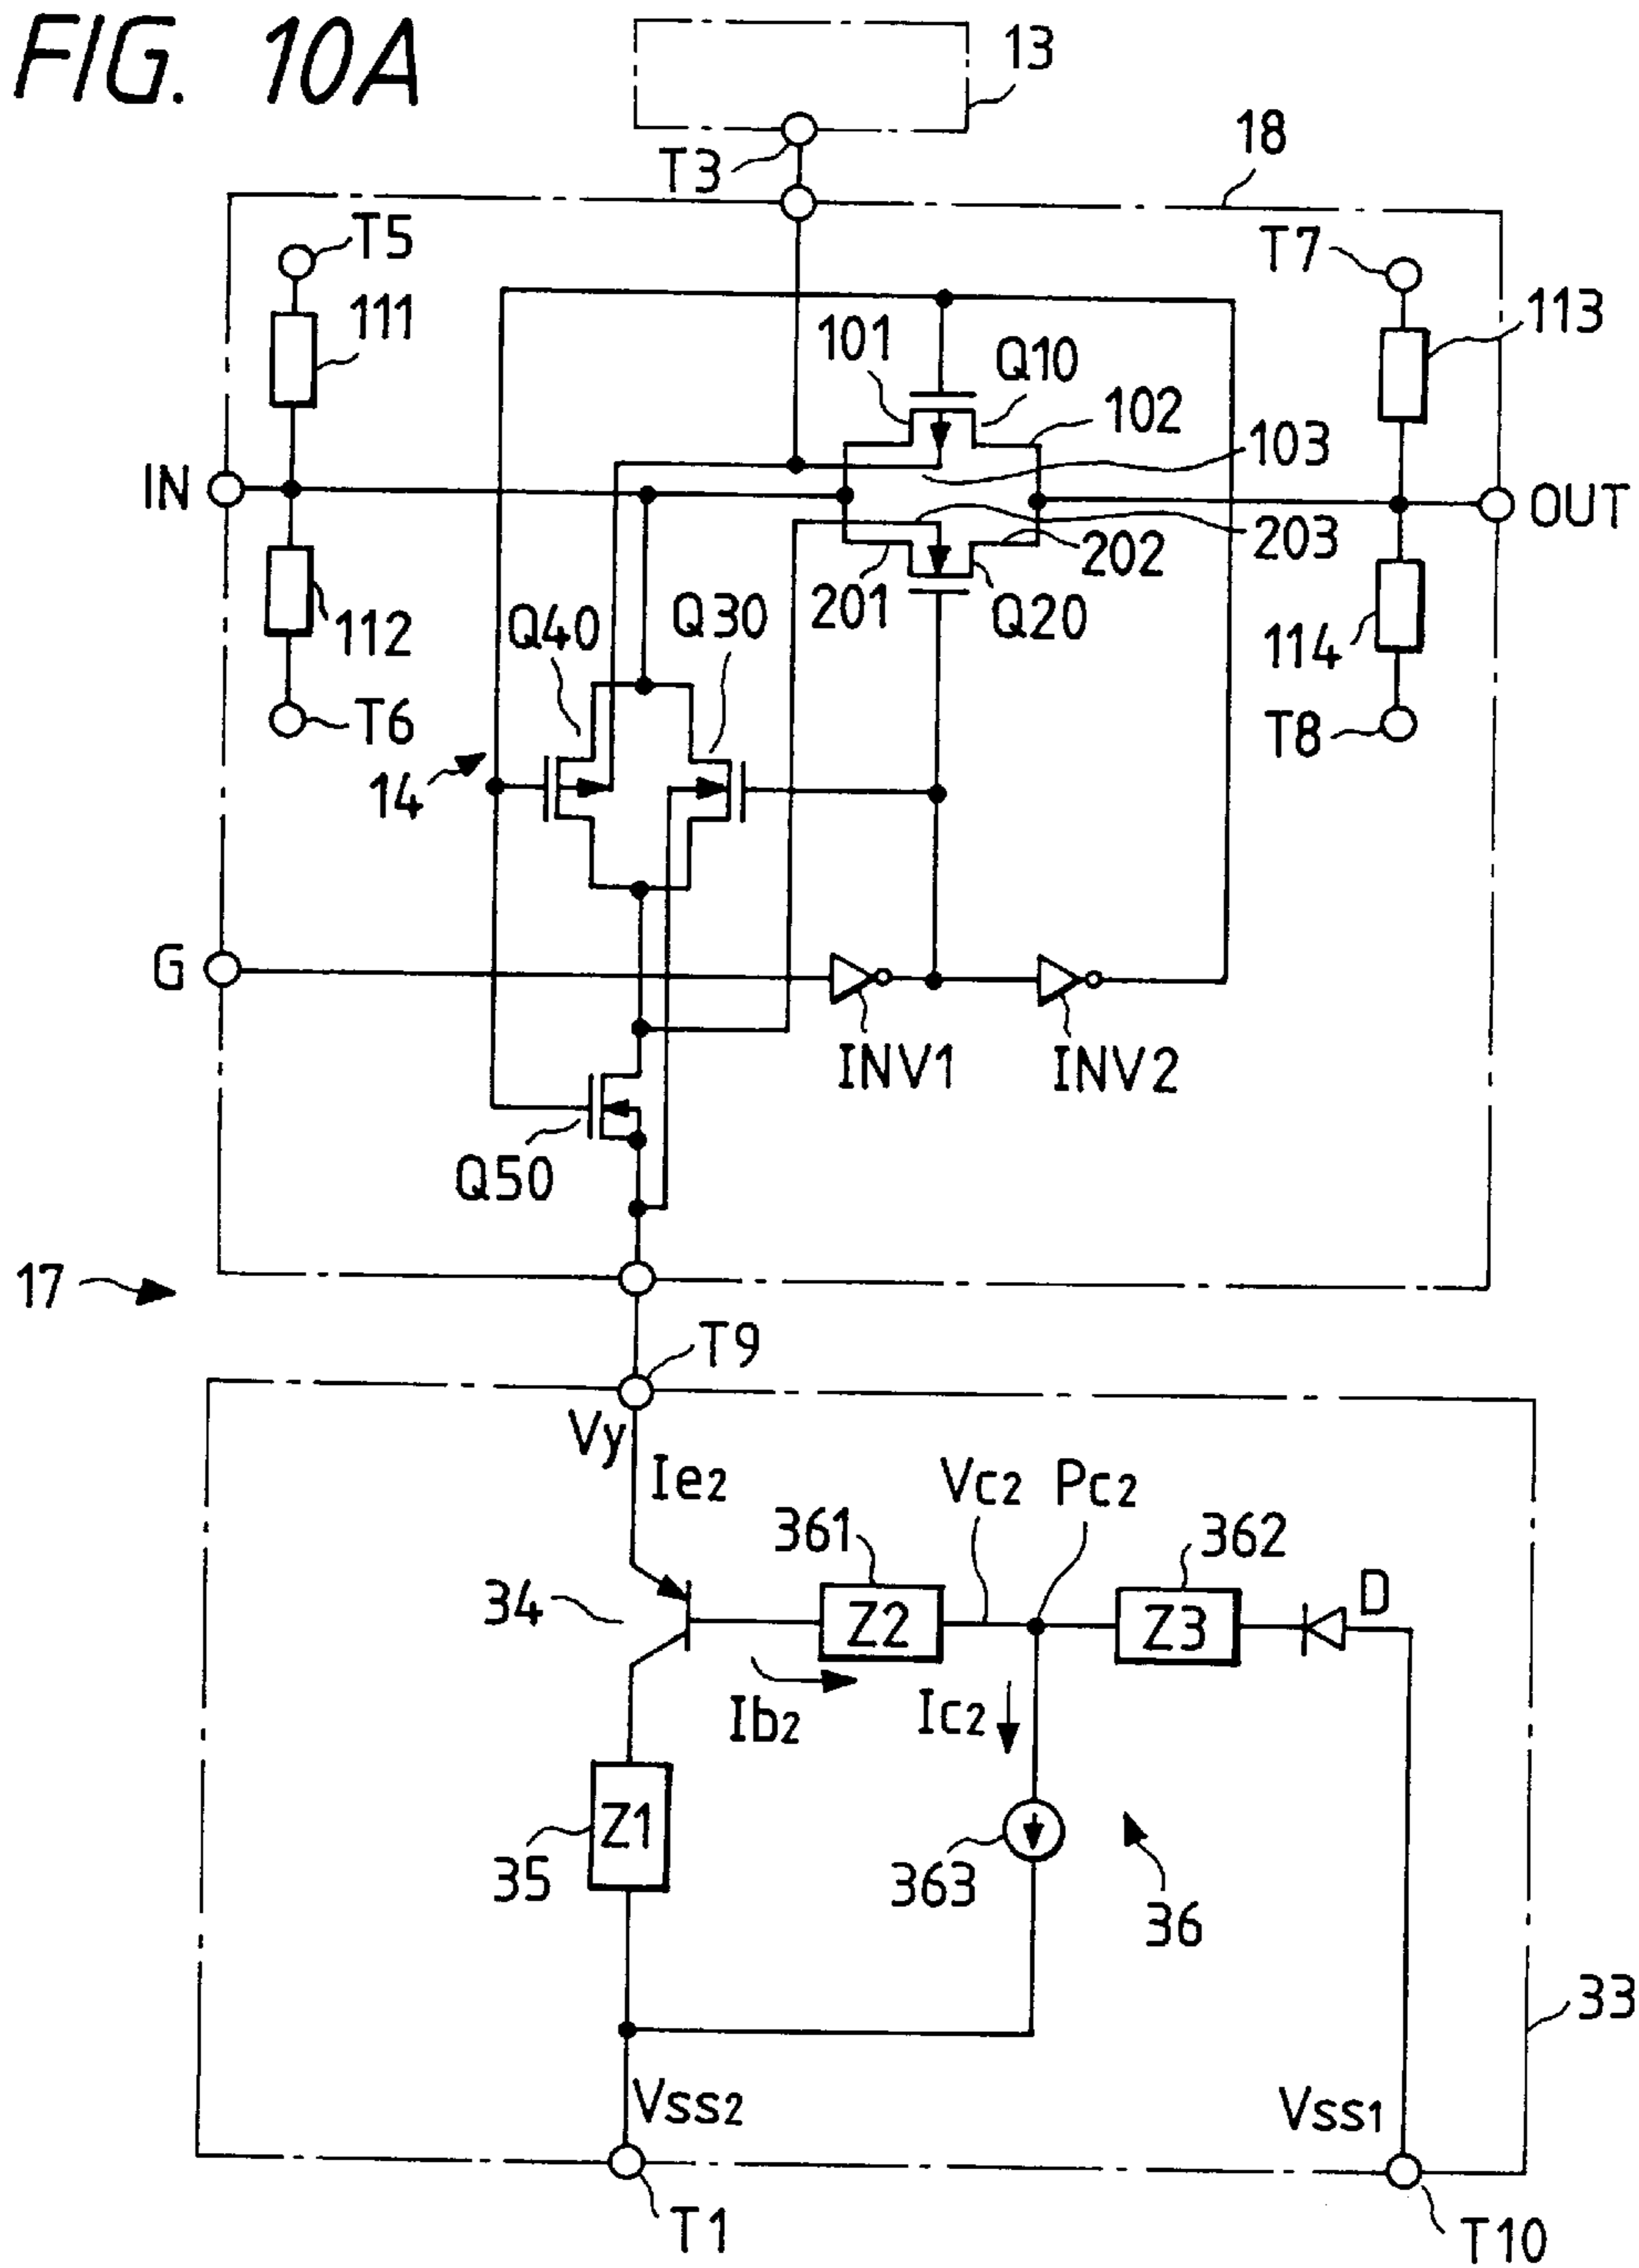 FIG. 10A
13
T3
18
T5
T7
111
113
101
Q10
102
103
IN
OUT
203
202
201
Q20
112
Q40
Q30
114
T6
T8
14
G
INV1
INV2
Q50
17
T9
Vy
Ie2
Vc2
Pc2
361
362
34
Z2
Z3
D
Ib2
Ic2
Z1
35
363
36
33
Vss2
Vss1
T1
T10